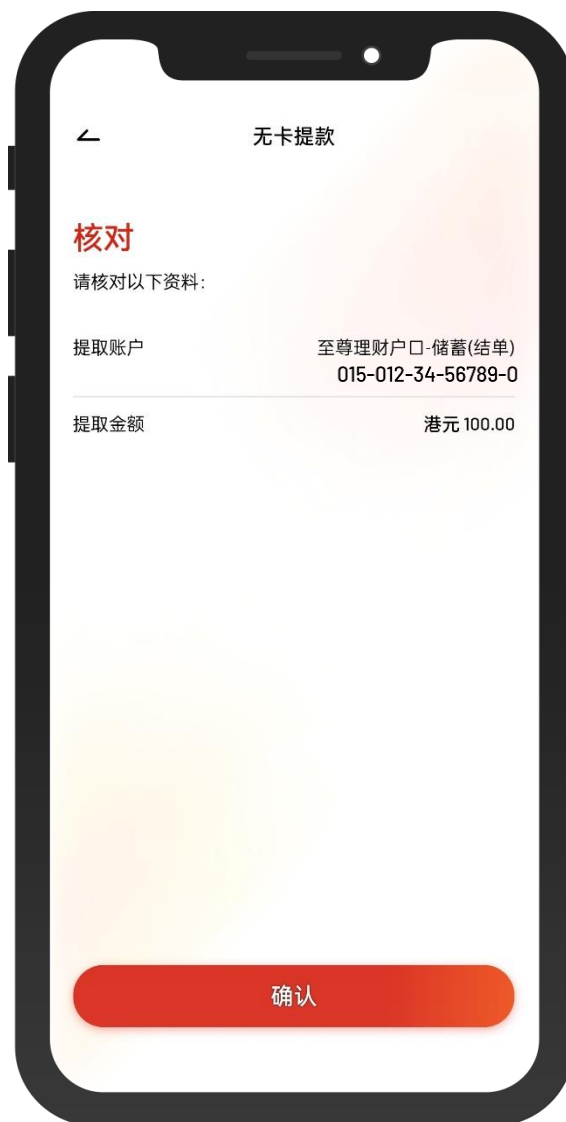 无卡提款
核对
请核对以下资料:
提取账户
至尊理财户口-储蓄(结单)
015-012-34-56789-0
提取金额
港元 100.00
确认